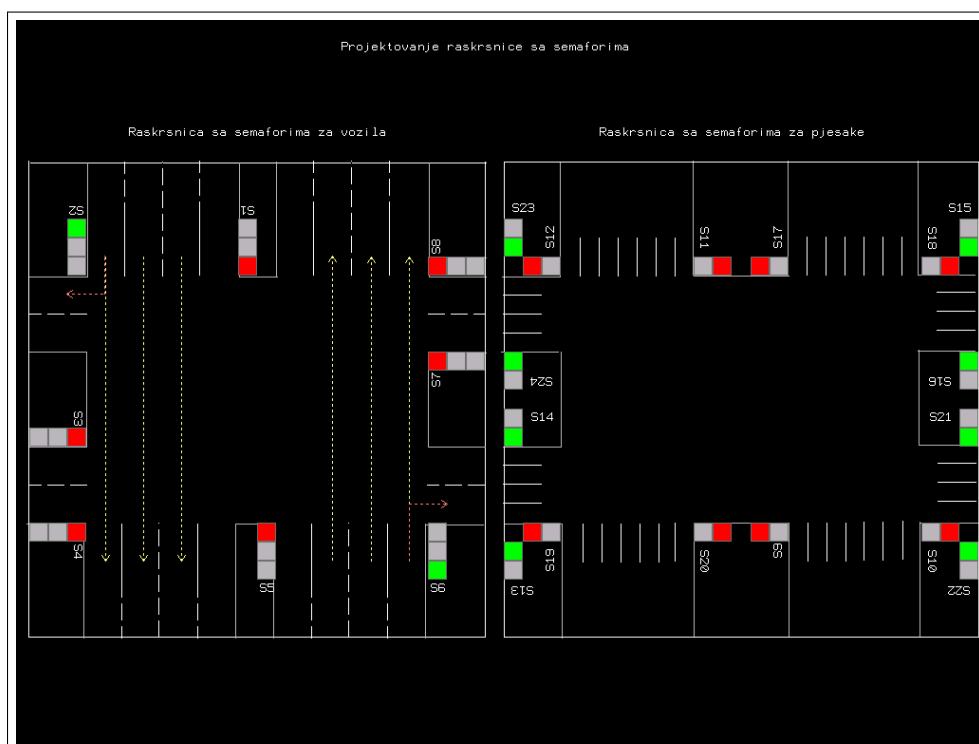 Projektovanje raskrsnice sa semaforima
Raskrsnica sa semaforima za vozila
Raskrsnica sa semaforima za pjesake
S2
S1
S8
S7
S3
S4
S5
S6
S23
S12
S11
S17
S18
S15
S24
S14
S16
S21
S19
S13
S20
S9
S10
S22